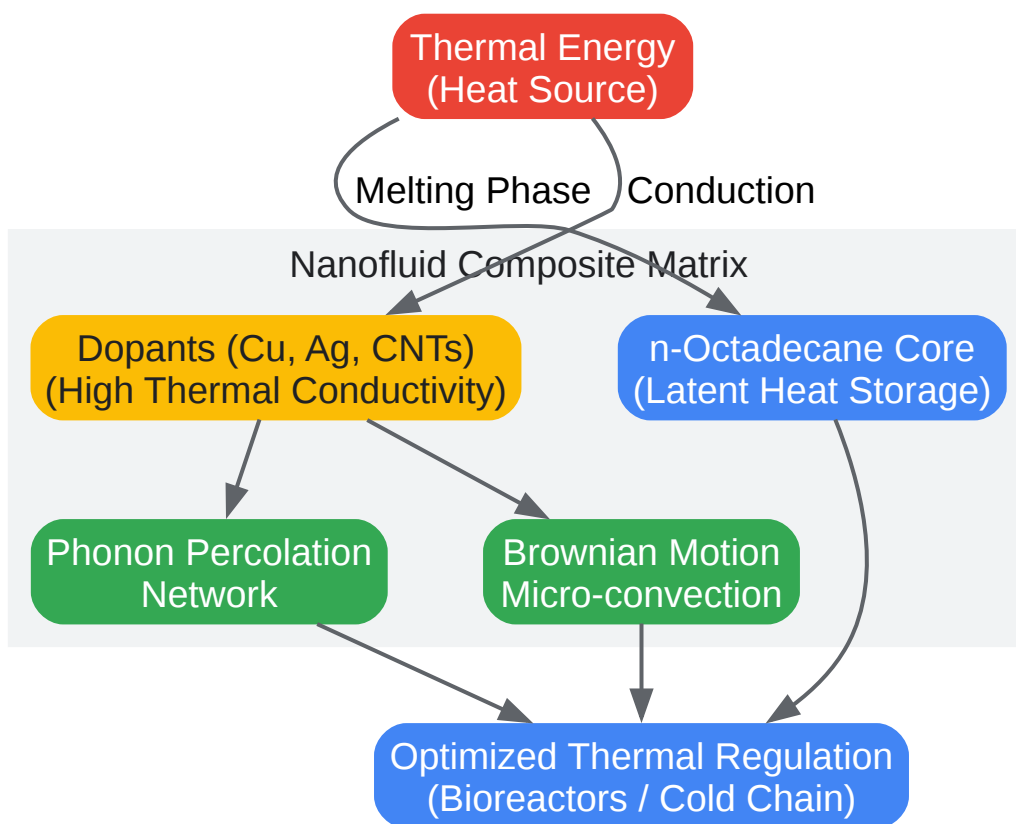 Thermal Energy
(Heat Source)
Melting Phase
Conduction
Nanofluid Composite Matrix
Dopants (Cu, Ag, CNTs)
(High Thermal Conductivity)
n-Octadecane Core
(Latent Heat Storage)
Phonon Percolation
Network
Brownian Motion
Micro-convection
Optimized Thermal Regulation
(Bioreactors / Cold Chain)